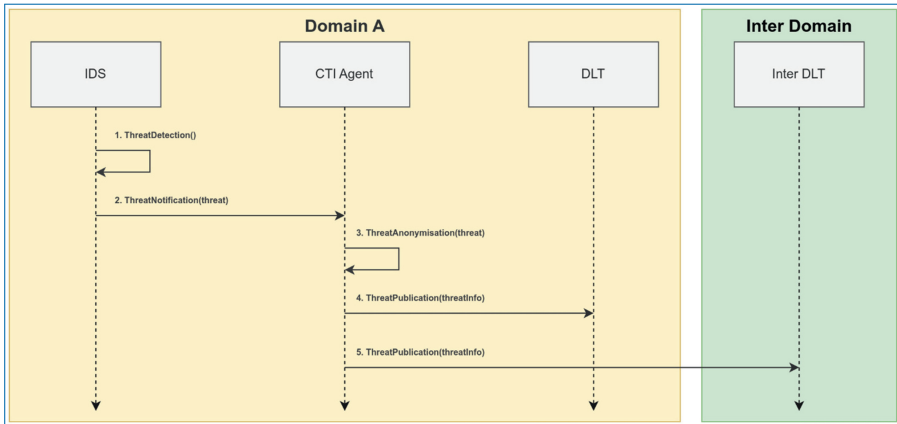 Domain A
Inter Domain
IDS
CTI Agent
DLT
Inter DLT
1. ThreatDetection()
2. ThreatNotification(threat)
3. ThreatAnonymisation(threat)
4. ThreatPublication(threatInfo)
5. ThreatPublication(threatInfo)